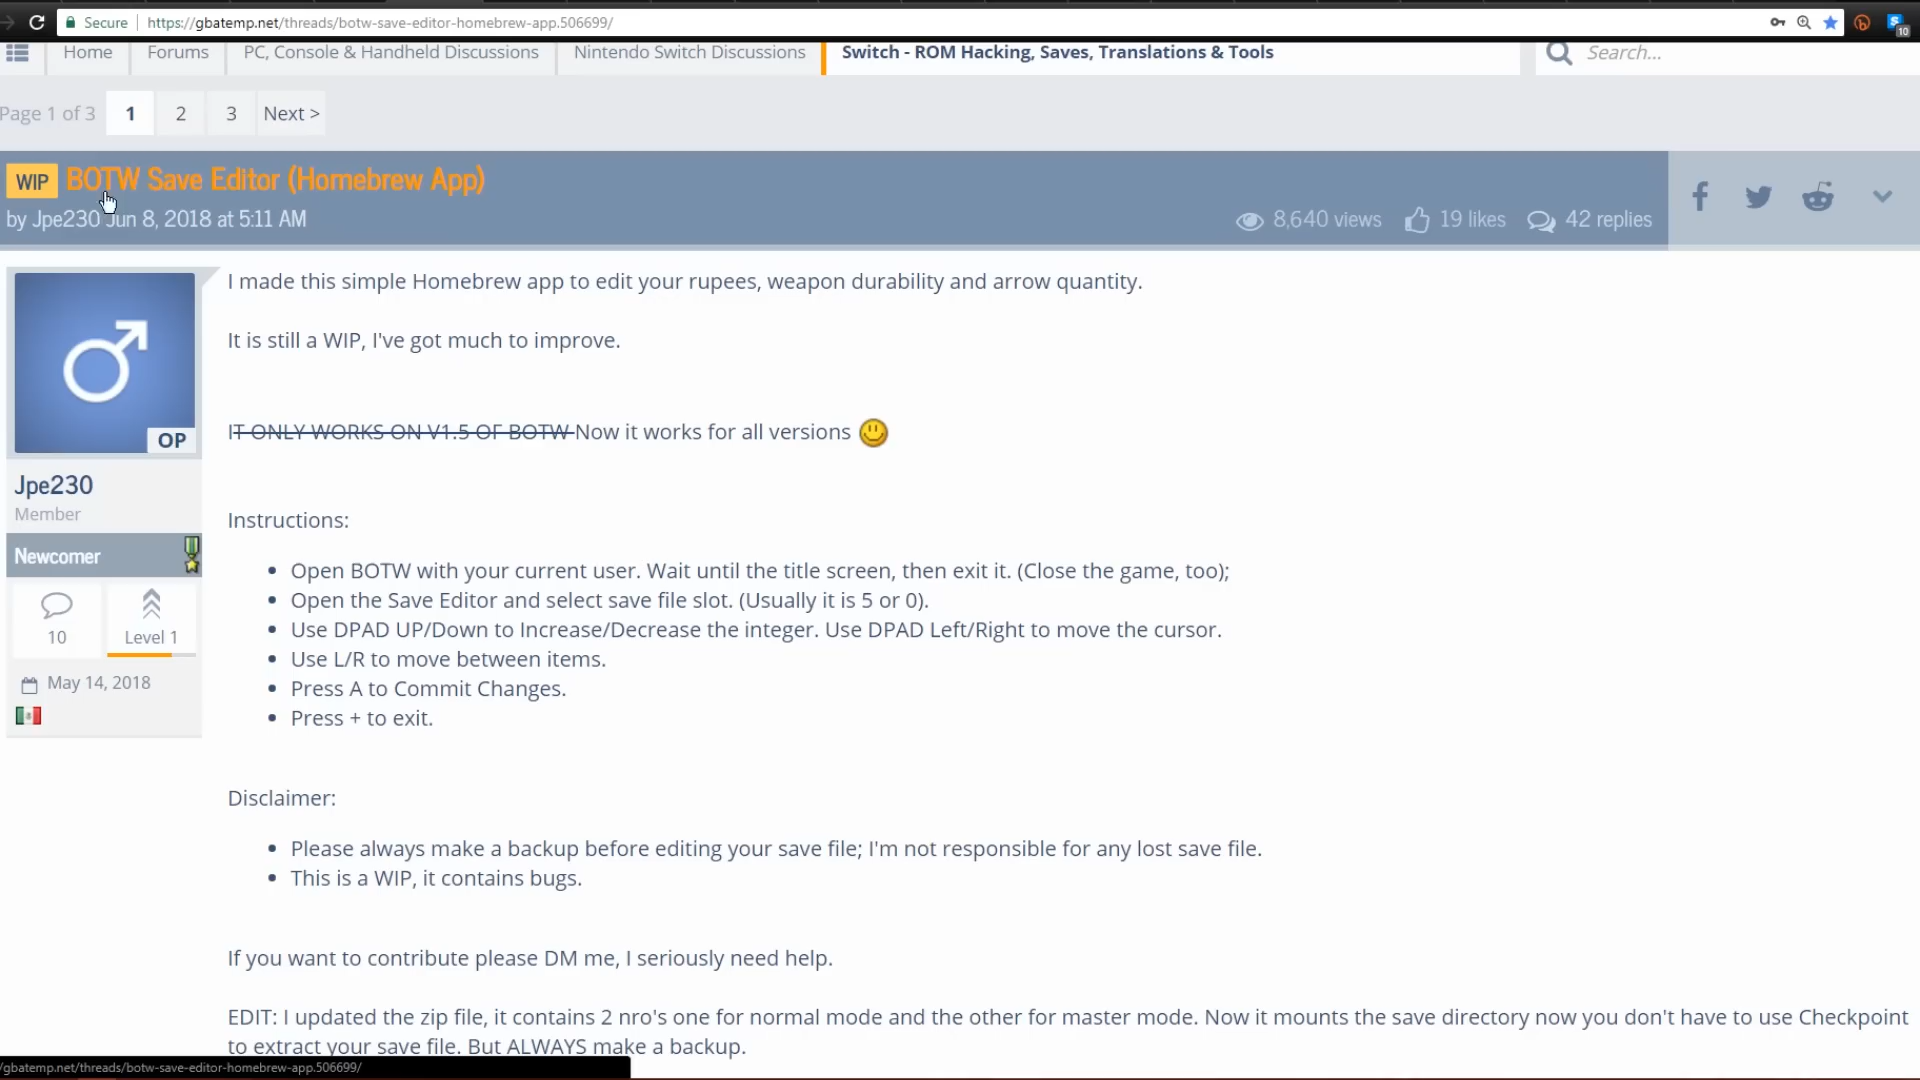 Secure https://gbatemp.net/threads/botw-save-editor-homebrew-app.506699/
10
Home Forums PC, Console & Handheld Discussions Nintendo Switch Discussions Switch - ROM Hacking, Saves, Translations & Tools Search...
Page 1 of 3 1 2 3 Next >
WIP BOTW Save Editor (Homebrew App)
by Jpe230 Jun 8, 2018 at 5:11 AM
8,640 views 19 likes 42 replies
OP
Jpe230
Member
Newcomer
10 Level 1
May 14, 2018
I made this simple Homebrew app to edit your rupees, weapon durability and arrow quantity.
It is still a WIP, I've got much to improve.
IT ONLY WORKS ON V1.5 OF BOTW Now it works for all versions
Instructions:
• Open BOTW with your current user. Wait until the title screen, then exit it. (Close the game, too);
• Open the Save Editor and select save file slot. (Usually it is 5 or 0).
• Use DPAD UP/Down to Increase/Decrease the integer. Use DPAD Left/Right to move the cursor.
• Use L/R to move between items.
• Press A to Commit Changes.
• Press + to exit.
Disclaimer:
• Please always make a backup before editing your save file; I'm not responsible for any lost save file.
• This is a WIP, it contains bugs.
If you want to contribute please DM me, I seriously need help.
EDIT: I updated the zip file, it contains 2 nro's one for normal mode and the other for master mode. Now it mounts the save directory now you don't have to use Checkpoint
to extract your save file. But ALWAYS make a backup.
/gbatemp.net/threads/botw-save-editor-homebrew-app.506699/